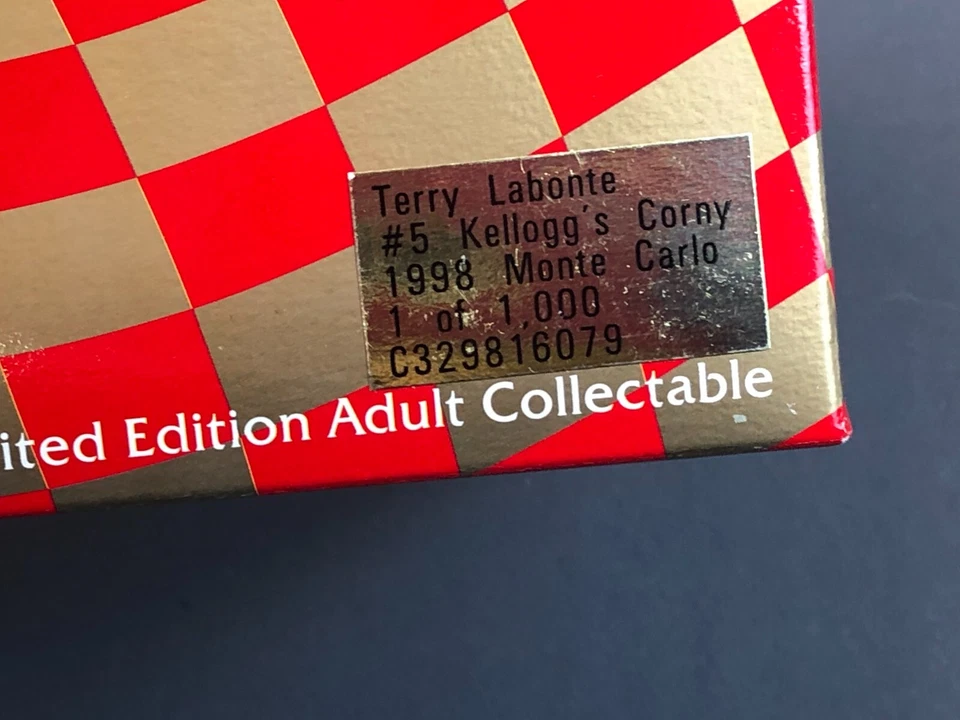 Terry Labonte
#5 Kellogg's Corny
1998 Monte Carlo
1 of 1,000
C329816079
ited Edition Adult Collectable